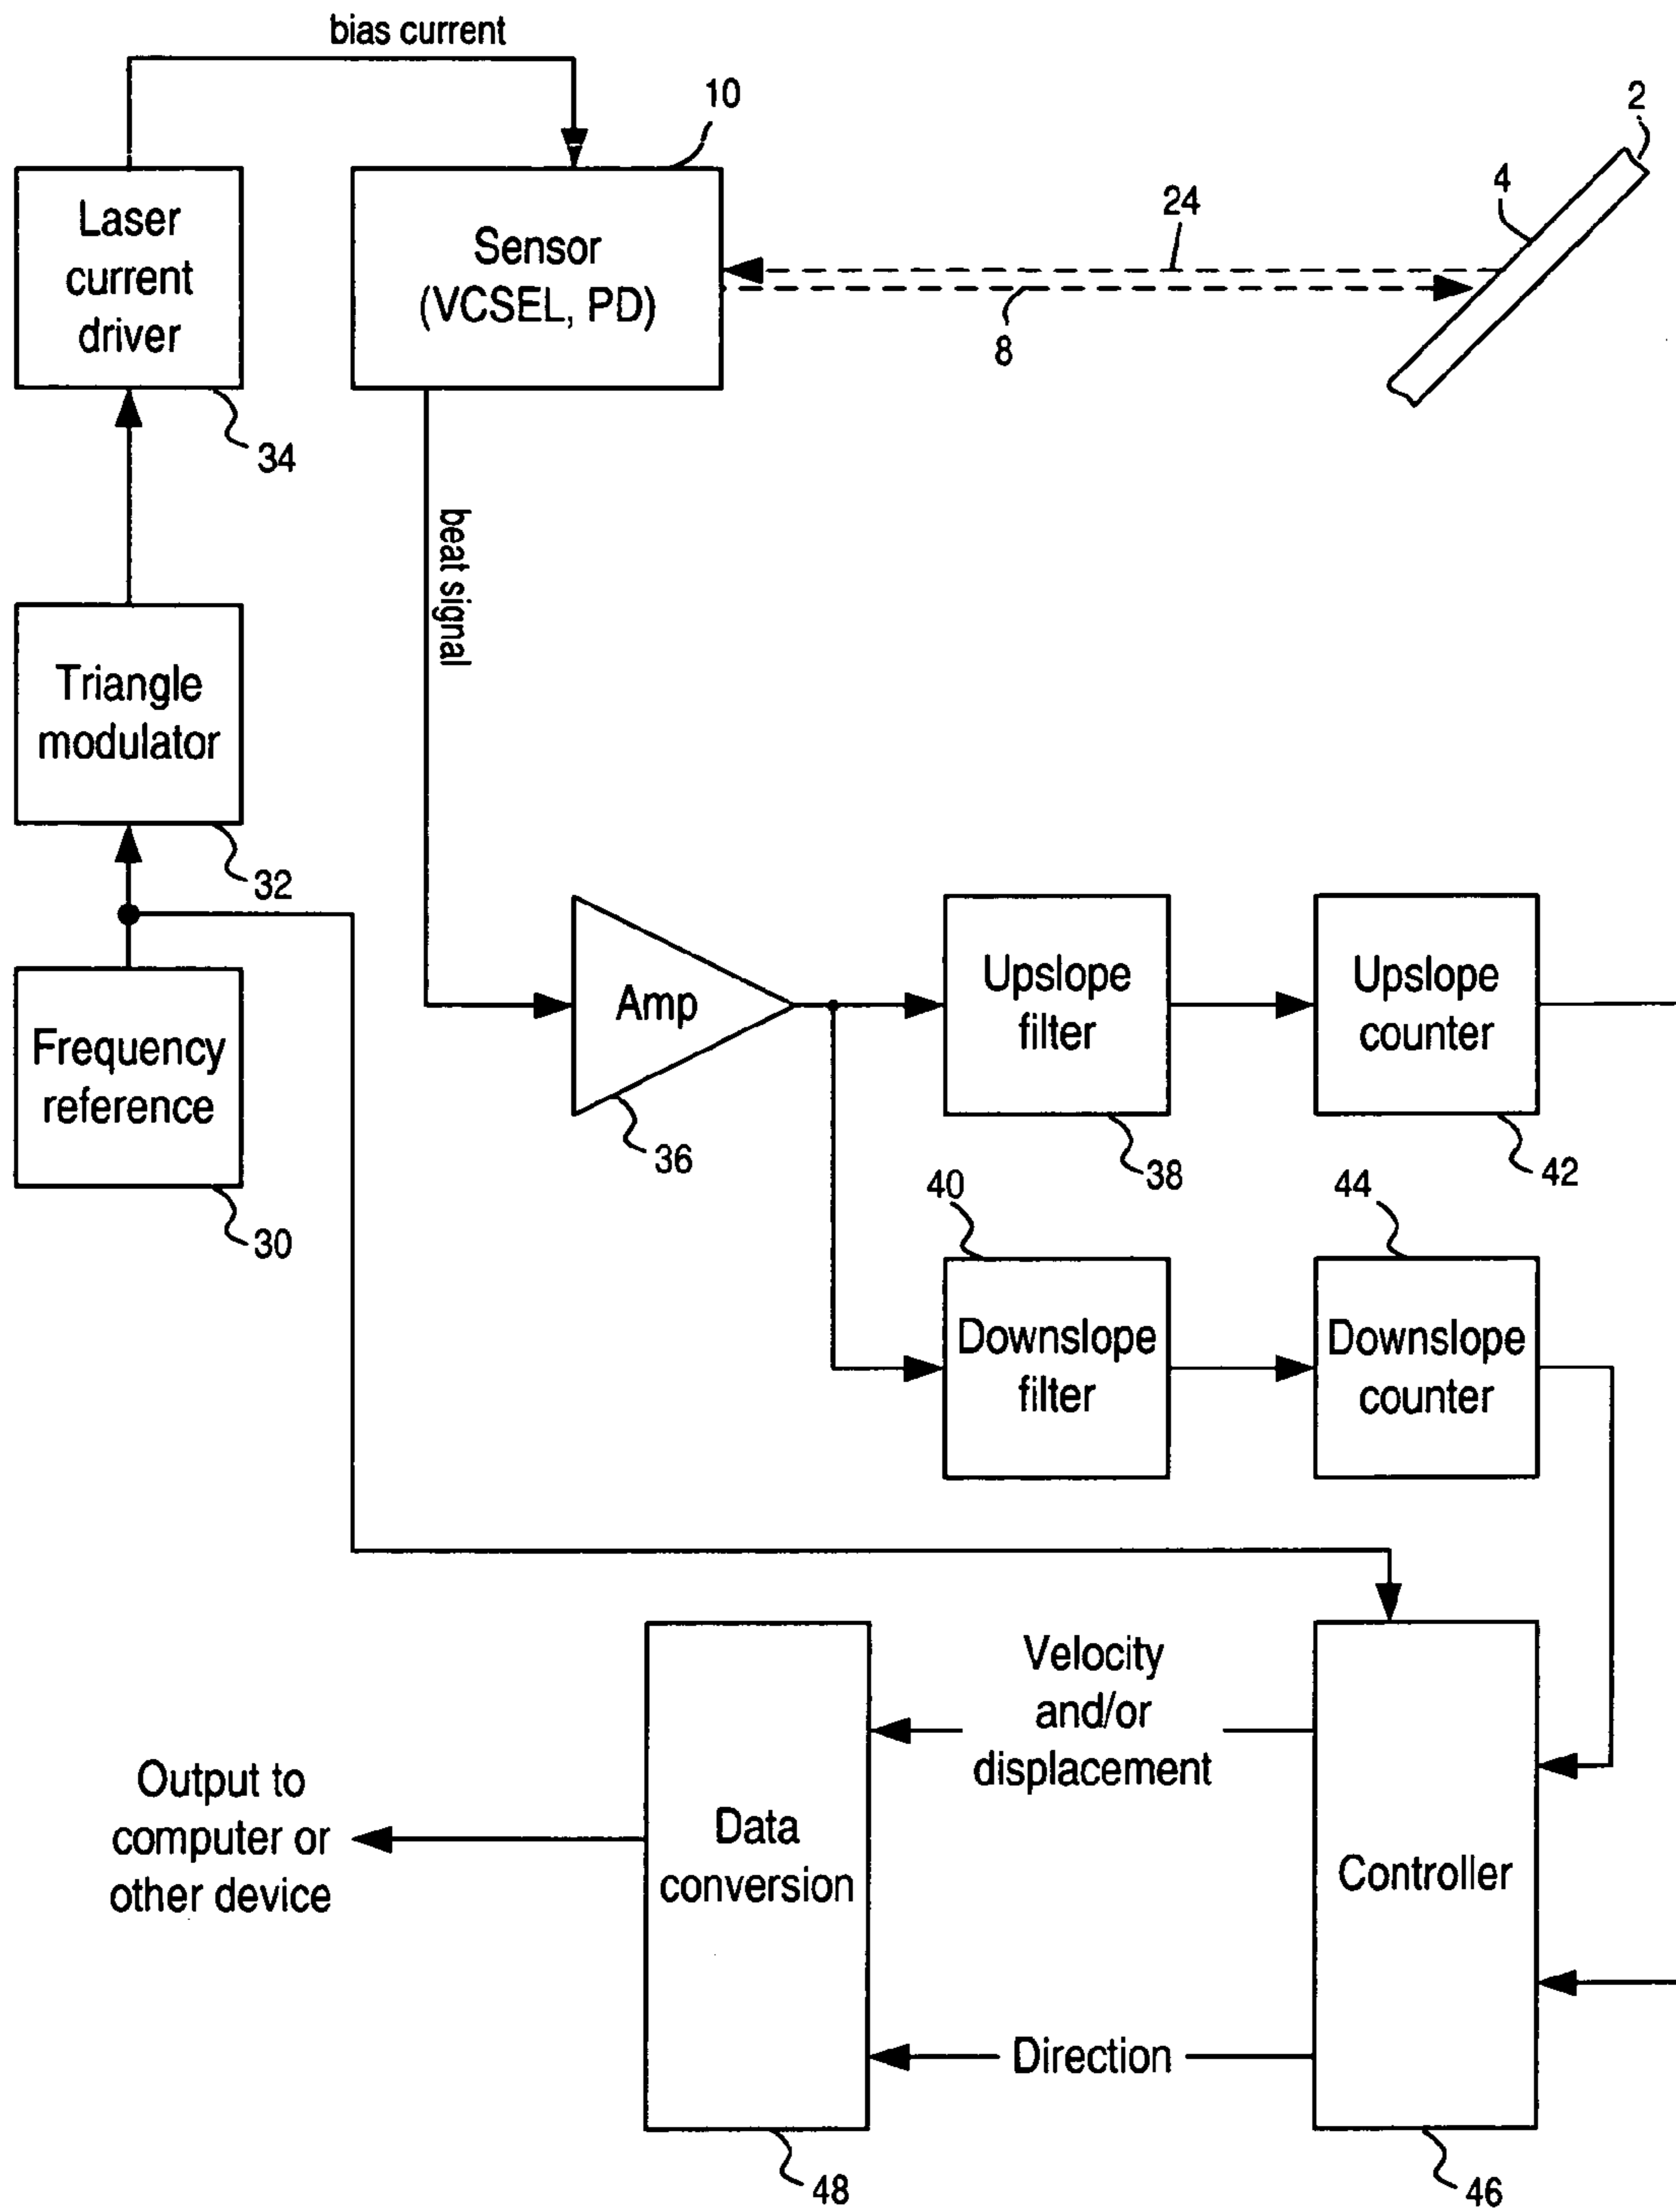 bias current
10
2
Laser
current
driver
Sensor
(VCSEL, PD)
24
4
8
34
beat signal
Triangle
modulator
32
Frequency
reference
30
Amp
36
Upslope
filter
38
Upslope
counter
42
40
Downslope
filter
44
Downslope
counter
Velocity
and/or
displacement
Output to
computer or
other device
Data
conversion
Controller
Direction
48
46